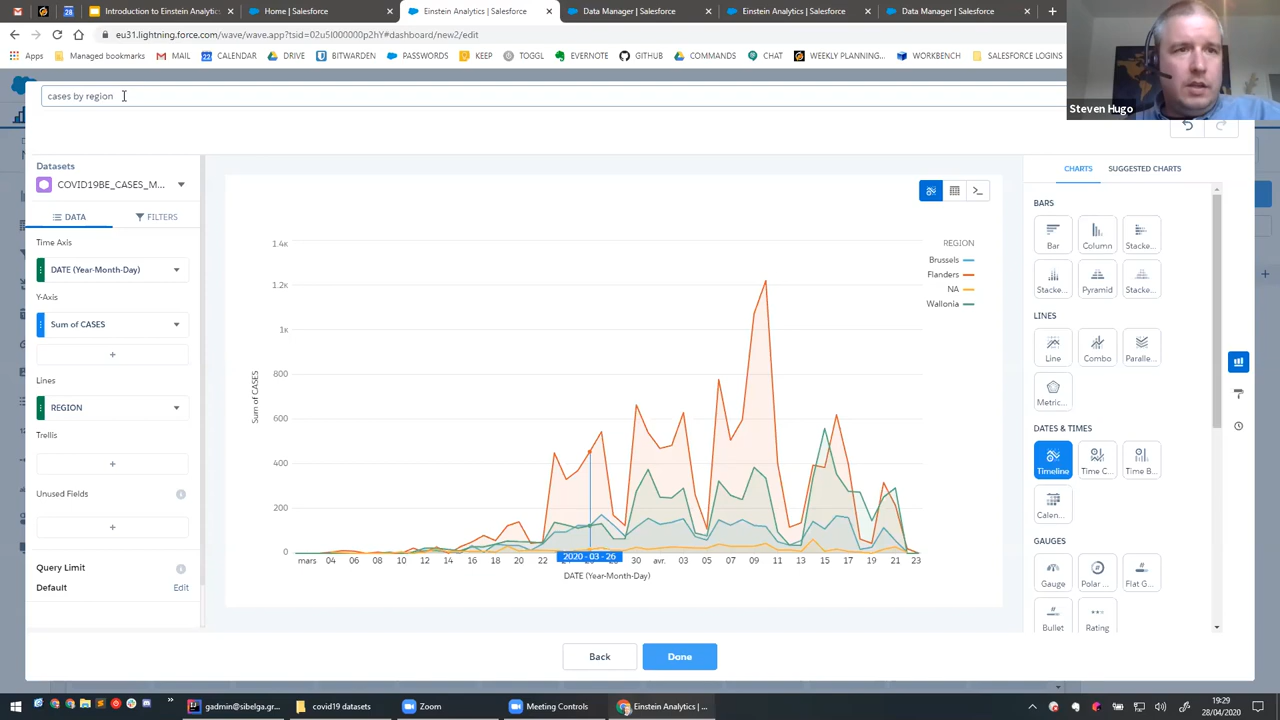 Introduction to Einstein Analytics
Home | Salesforce
Einstein Analytics | Salesforce
Data Manager | Salesforce
Einstein Analytics | Salesforce
Data Manager | Salesforce
eu31.lightning.force.com/wave/wave.app?tsid=02u5I000000p2hY#dashboard/new2/edit
Apps Managed bookmarks MAIL CALENDAR DRIVE BITWARDEN PASSWORDS KEEP TOGGL EVERNOTE GITHUB COMMANDS CHAT WEEKLY PLANNING... WORKBENCH SALESFORCE LOGINS
Steven Hugo
cases by region
Datasets
COVID19BE_CASES_M...
DATA FILTERS
Time Axis
DATE (Year-Month-Day)
Y-Axis
Sum of CASES
+
Lines
REGION
Trellis
+
Unused Fields
+
Query Limit
Default Edit
1.4K
1.2K
1K
800
600
400
200
0
Sum of CASES
REGION
Brussels
Flanders
NA
Wallonia
mars 04 06 08 10 12 14 16 18 20 22 28 30 avr. 03 05 07 09 11 13 15 17 19 21 23
2020 - 03 - 26
DATE (Year-Month-Day)
CHARTS SUGGESTED CHARTS
BARS
Bar Column Stacke...
Stacke... Pyramid Stacke...
LINES
Line Combo Paralle...
Metric...
DATES & TIMES
Timeline Time C... Time B...
Calen...
GAUGES
Gauge Polar ... Flat G...
Bullet Rating
Back Done
gadmin@sibelga.gr...
covid19 datasets
Zoom
Meeting Controls
Einstein Analytics | ...
19:29
28/04/2020